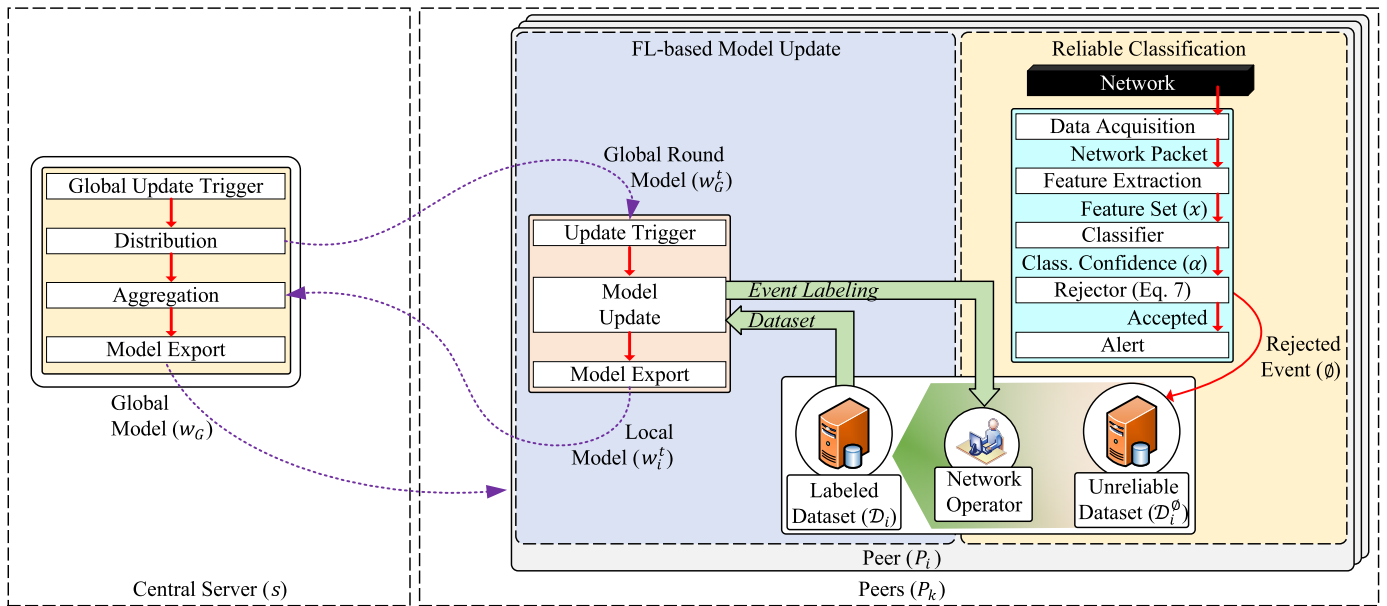 Global Update Trigger
Distribution
Aggregation
Model Export
Global
Model (w_G)
Central Server (s)
FL-based Model Update
Global Round
Model (w_G^t)
Update Trigger
Model
Update
Model Export
Local
Model (w_i^t)
Event Labeling
Dataset
Reliable Classification
Network
Data Acquisition
Network Packet
Feature Extraction
Feature Set (x)
Classifier
Class. Confidence (α)
Rejector (Eq. 7)
Accepted
Alert
Rejected
Event (∅)
Labeled
Dataset (𝒟_i)
Network
Operator
Unreliable
Dataset (𝒟_i^∅)
Peer (P_i)
Peers (P_k)